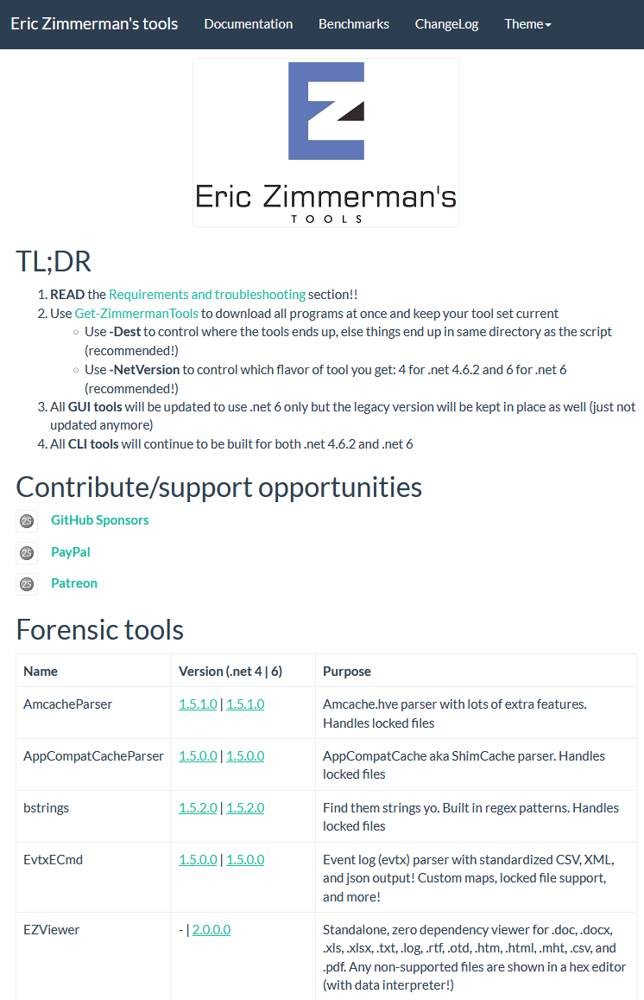 Eric Zimmerman's tools Documentation Benchmarks ChangeLog Theme
EZ
Eric Zimmerman's
TOOLS
TL;DR
1. READ the Requirements and troubleshooting section!!
2. Use Get-ZimmermanTools to download all programs at once and keep your tool set current
○ Use -Dest to control where the tools ends up, else things end up in same directory as the script
(recommended!)
○ Use -NetVersion to control which flavor of tool you get: 4 for .net 4.6.2 and 6 for .net 6
(recommended!)
3. All GUI tools will be updated to use .net 6 only but the legacy version will be kept in place as well (just not
updated anymore)
4. All CLI tools will continue to be built for both .net 4.6.2 and .net 6
Contribute/support opportunities
25 GitHub Sponsors
25 PayPal
25 Patreon
Forensic tools
Name Version (.net 4 | 6) Purpose
AmcacheParser 1.5.1.0 | 1.5.1.0 Amcache.hve parser with lots of extra features.
Handles locked files
AppCompatCacheParser 1.5.0.0 | 1.5.0.0 AppCompatCache aka ShimCache parser. Handles
locked files
bstrings 1.5.2.0 | 1.5.2.0 Find them strings yo. Built in regex patterns. Handles
locked files
EvtxECmd 1.5.0.0 | 1.5.0.0 Event log (evtx) parser with standardized CSV, XML,
and json output! Custom maps, locked file support,
and more!
EZViewer - | 2.0.0.0 Standalone, zero dependency viewer for .doc, .docx,
.xls, .xlsx, .txt, .log, .rtf, .otd, .htm, .html, .mht, .csv, and
.pdf. Any non-supported files are shown in a hex editor
(with data interpreter!)